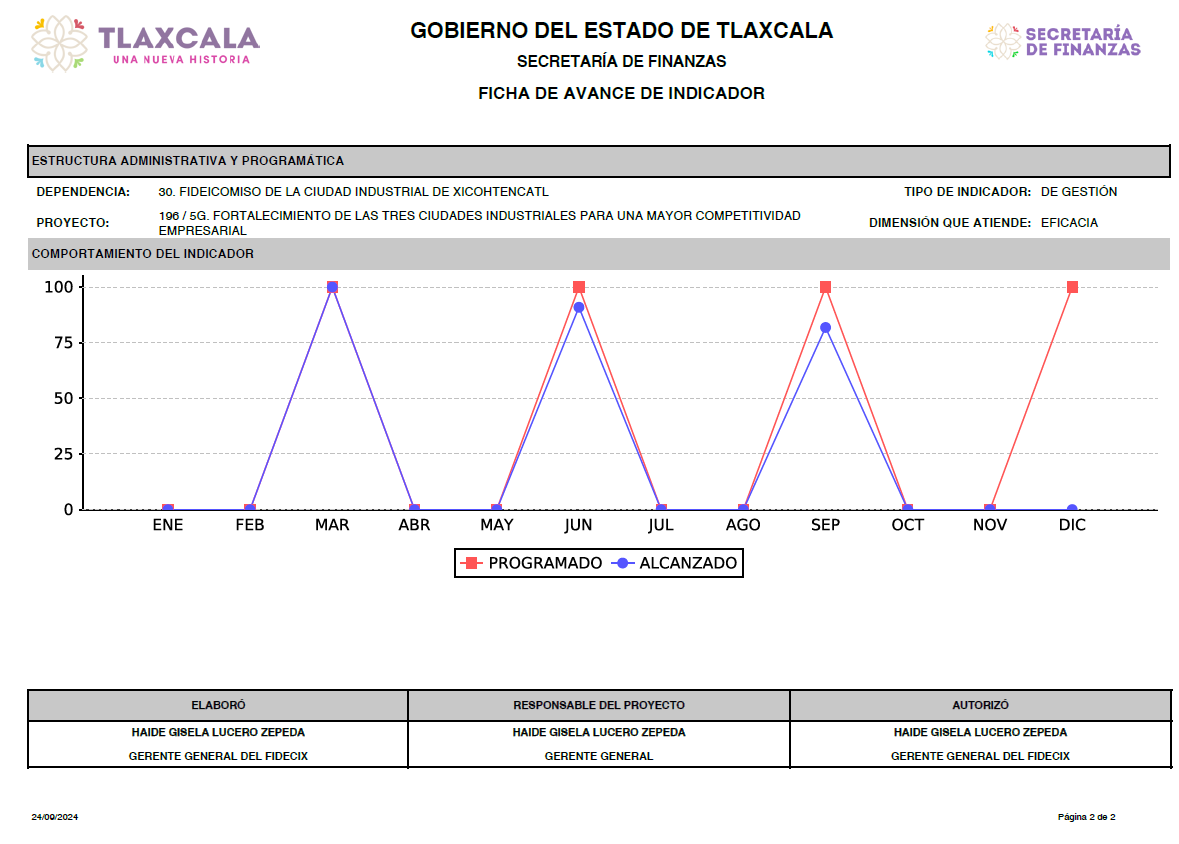 TLAXCALA
UNA NUEVA HISTORIA
GOBIERNO DEL ESTADO DE TLAXCALA
SECRETARÍA DE FINANZAS
FICHA DE AVANCE DE INDICADOR
SECRETARÍA
DE FINANZAS
ESTRUCTURA ADMINISTRATIVA Y PROGRAMÁTICA
DEPENDENCIA: 30. FIDEICOMISO DE LA CIUDAD INDUSTRIAL DE XICOHTENCATL TIPO DE INDICADOR: DE GESTIÓN
PROYECTO: 196 / 5G. FORTALECIMIENTO DE LAS TRES CIUDADES INDUSTRIALES PARA UNA MAYOR COMPETITIVIDAD
EMPRESARIAL
DIMENSIÓN QUE ATIENDE: EFICACIA
COMPORTAMIENTO DEL INDICADOR
100
75
50
25
0
ENE FEB MAR ABR MAY JUN JUL AGO SEP OCT NOV DIC
PROGRAMADO ALCANZADO
ELABORÓ RESPONSABLE DEL PROYECTO AUTORIZÓ
HAIDE GISELA LUCERO ZEPEDA HAIDE GISELA LUCERO ZEPEDA HAIDE GISELA LUCERO ZEPEDA
GERENTE GENERAL DEL FIDECIX GERENTE GENERAL GERENTE GENERAL DEL FIDECIX
24/09/2024 Página 2 de 2